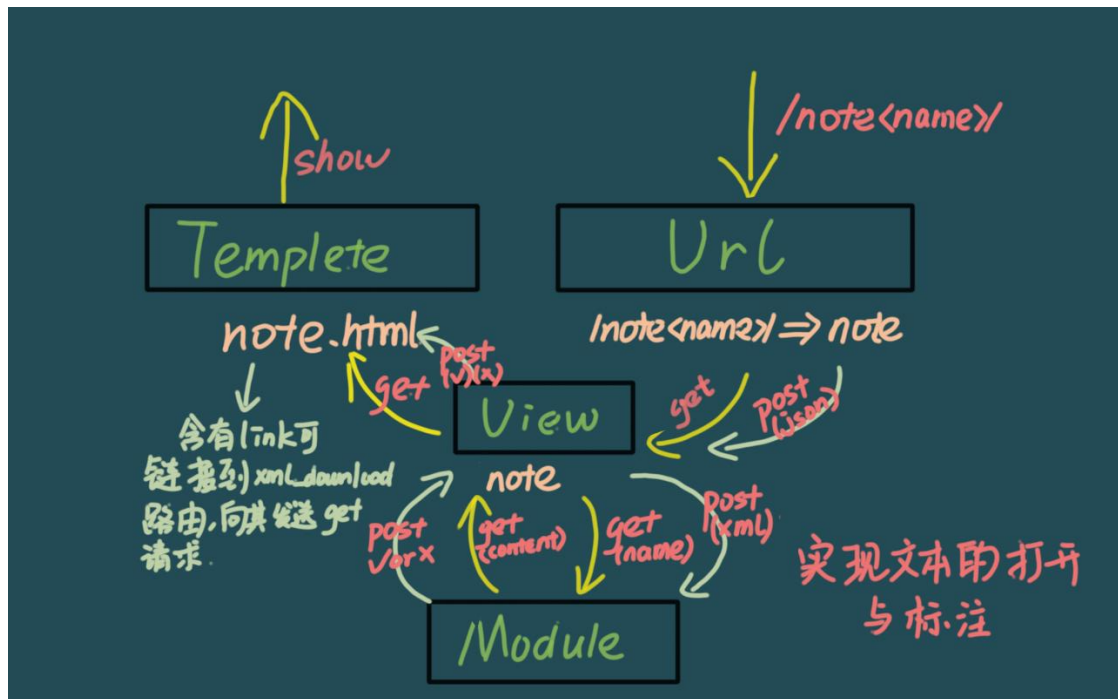 show
/note<name>/
Templete
Url
note.html
/note<name>/ ⇒ note
get
post
(√)(x)
get
post
(json)
View
note
含有link可
链接到xml_download
路由,向其发送get
请求.
post
√or x
get
(content)
get
(name)
post
(xml)
实现文本的打开
与标注
Module